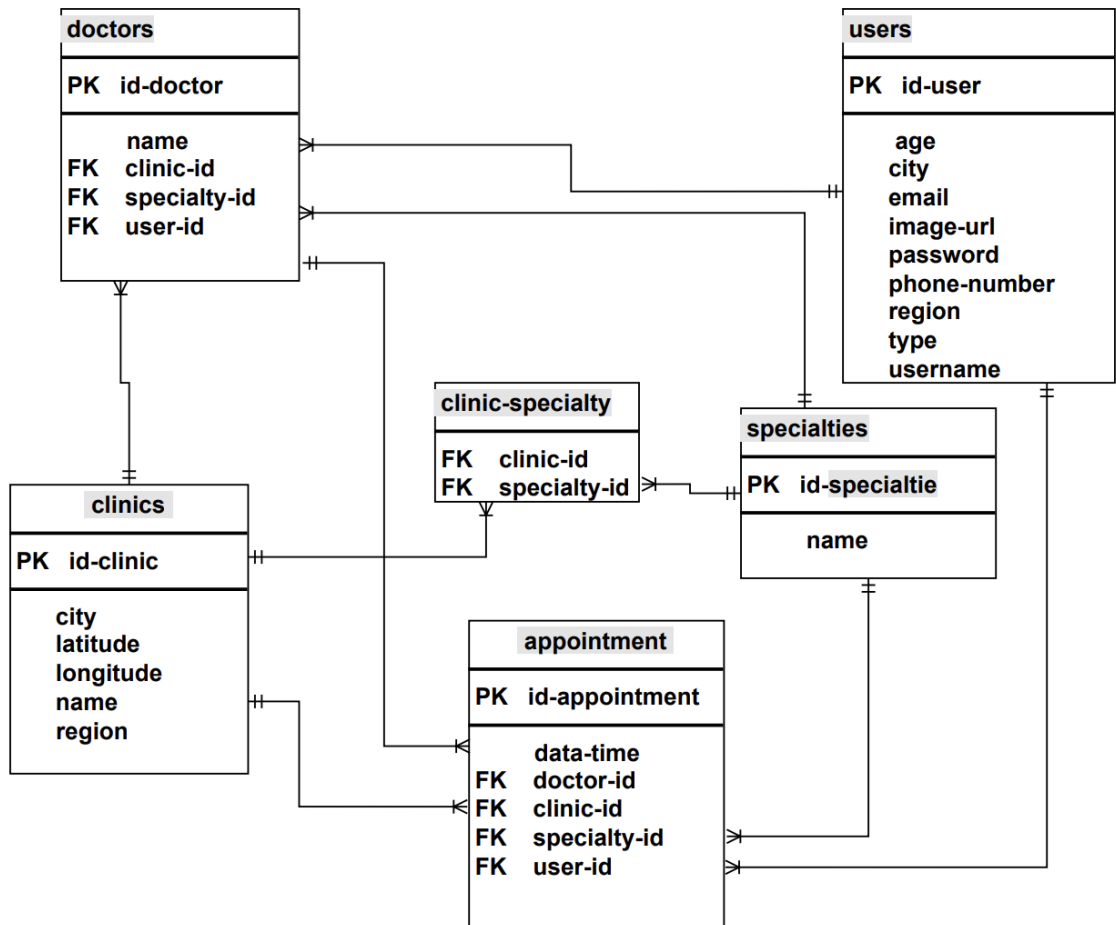 doctors
PK id-doctor
name
FK clinic-id
FK specialty-id
FK user-id
users
PK id-user
age
city
email
image-url
password
phone-number
region
type
username
clinic-specialty
FK clinic-id
FK specialty-id
specialties
PK id-specialtie
name
clinics
PK id-clinic
city
latitude
longitude
name
region
appointment
PK id-appointment
data-time
FK doctor-id
FK clinic-id
FK specialty-id
FK user-id